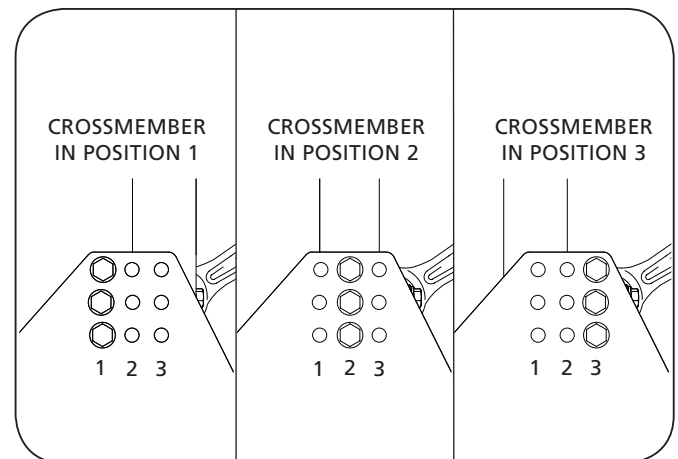 CROSSMEMBER
IN POSITION 1
CROSSMEMBER
IN POSITION 2
CROSSMEMBER
IN POSITION 3
1 2 3
1 2 3
1 2 3